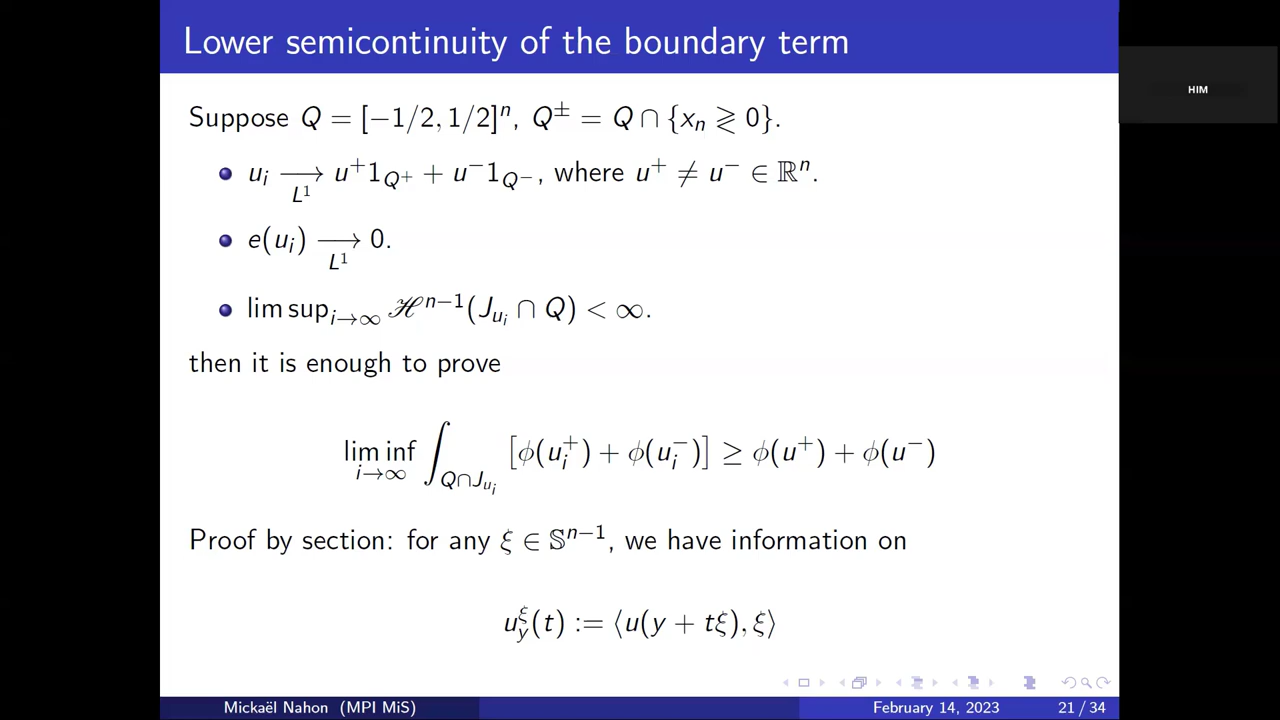 Lower semicontinuity of the boundary term
HIM
Suppose Q = [−1/2, 1/2]ⁿ, Q^± = Q ∩ {x_n ≷ 0}.
u_i ⟶_{L¹} u⁺1_{Q⁺} + u⁻1_{Q⁻}, where u⁺ ≠ u⁻ ∈ ℝⁿ.
e(u_i) ⟶_{L¹} 0.
lim sup_{i→∞} ℋ^{n−1}(J_{u_i} ∩ Q) < ∞.
then it is enough to prove
lim inf_{i→∞} ∫_{Q∩J_{u_i}} [ϕ(u_i⁺) + ϕ(u_i⁻)] ≥ ϕ(u⁺) + ϕ(u⁻)
Proof by section: for any ξ ∈ 𝕊^{n−1}, we have information on
u_y^ξ(t) := ⟨u(y + tξ), ξ⟩
Mickaël Nahon (MPI MiS) February 14, 2023 21 / 34